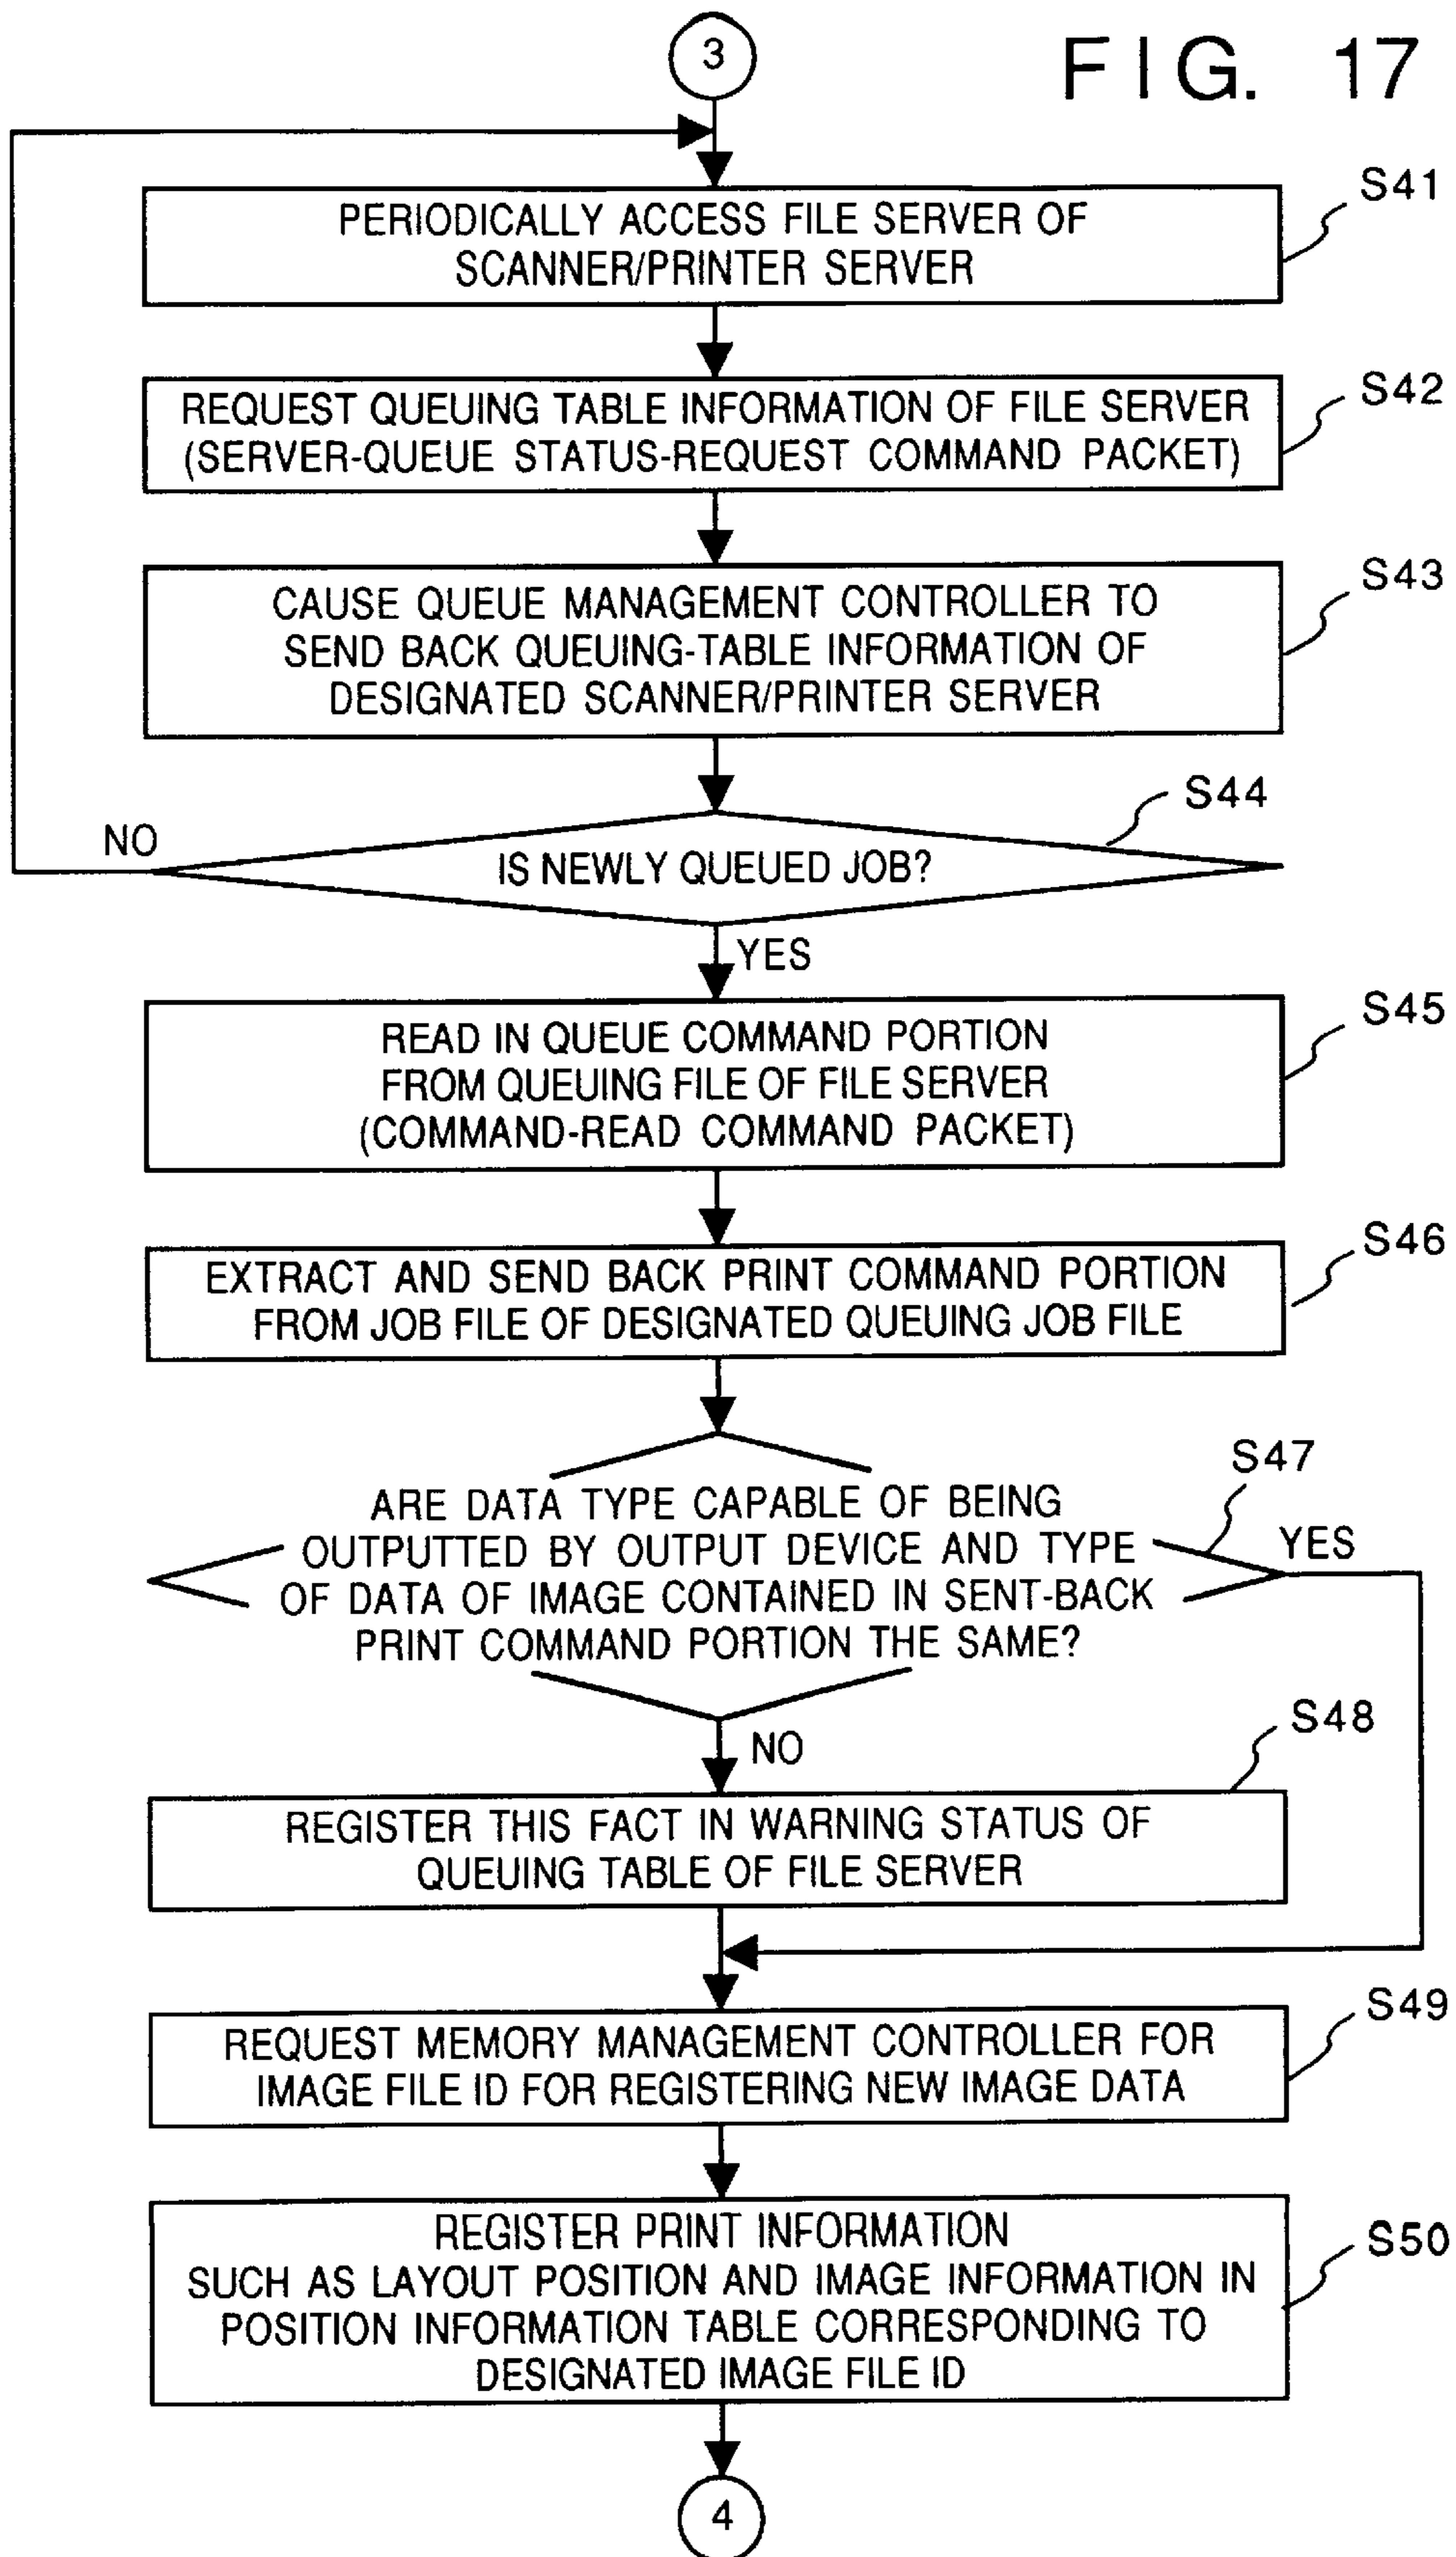 3
FIG. 17
S41
PERIODICALLY ACCESS FILE SERVER OF
SCANNER/PRINTER SERVER
S42
REQUEST QUEUING TABLE INFORMATION OF FILE SERVER
(SERVER-QUEUE STATUS-REQUEST COMMAND PACKET)
S43
CAUSE QUEUE MANAGEMENT CONTROLLER TO
SEND BACK QUEUING-TABLE INFORMATION OF
DESIGNATED SCANNER/PRINTER SERVER
S44
NO
IS NEWLY QUEUED JOB?
YES
S45
READ IN QUEUE COMMAND PORTION
FROM QUEUING FILE OF FILE SERVER
(COMMAND-READ COMMAND PACKET)
S46
EXTRACT AND SEND BACK PRINT COMMAND PORTION
FROM JOB FILE OF DESIGNATED QUEUING JOB FILE
S47
ARE DATA TYPE CAPABLE OF BEING
OUTPUTTED BY OUTPUT DEVICE AND TYPE
YES
OF DATA OF IMAGE CONTAINED IN SENT-BACK
PRINT COMMAND PORTION THE SAME?
S48
NO
REGISTER THIS FACT IN WARNING STATUS OF
QUEUING TABLE OF FILE SERVER
S49
REQUEST MEMORY MANAGEMENT CONTROLLER FOR
IMAGE FILE ID FOR REGISTERING NEW IMAGE DATA
S50
REGISTER PRINT INFORMATION
SUCH AS LAYOUT POSITION AND IMAGE INFORMATION IN
POSITION INFORMATION TABLE CORRESPONDING TO
DESIGNATED IMAGE FILE ID
4